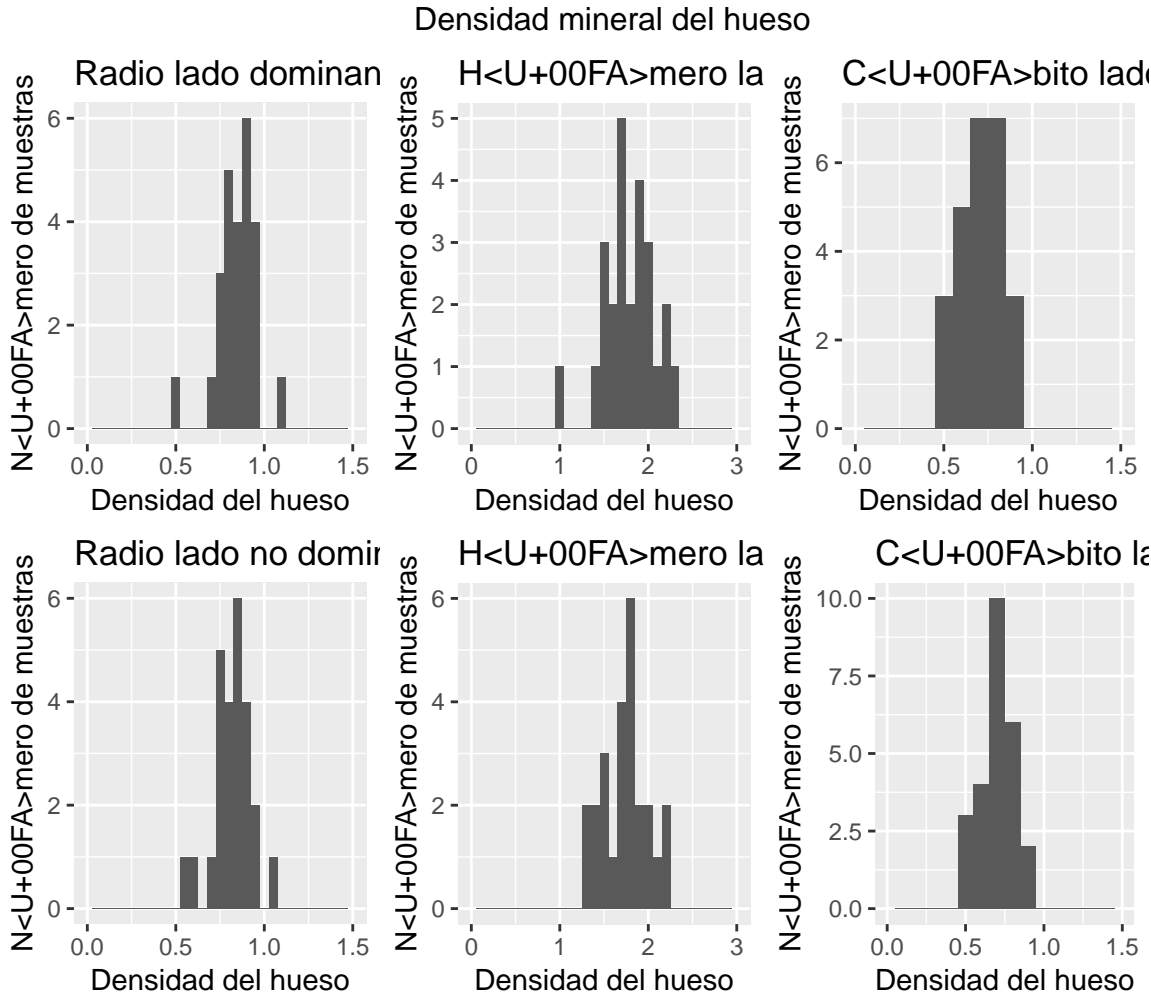 Densidad mineral del hueso
Radio lado dominan
N<U+00FA>mero de muestras
6
4
2
0
0.0 0.5 1.0 1.5
Densidad del hueso
H<U+00FA>mero la
N<U+00FA>mero de muestras
5
4
3
2
1
0
0 1 2 3
Densidad del hueso
C<U+00FA>bito lado
N<U+00FA>mero de muestras
6
4
2
0
0.0 0.5 1.0 1.5
Densidad del hueso
Radio lado no domin
N<U+00FA>mero de muestras
6
4
2
0
0.0 0.5 1.0 1.5
Densidad del hueso
H<U+00FA>mero la
N<U+00FA>mero de muestras
6
4
2
0
0 1 2 3
Densidad del hueso
C<U+00FA>bito la
N<U+00FA>mero de muestras
10.0
7.5
5.0
2.5
0.0
0.0 0.5 1.0 1.5
Densidad del hueso